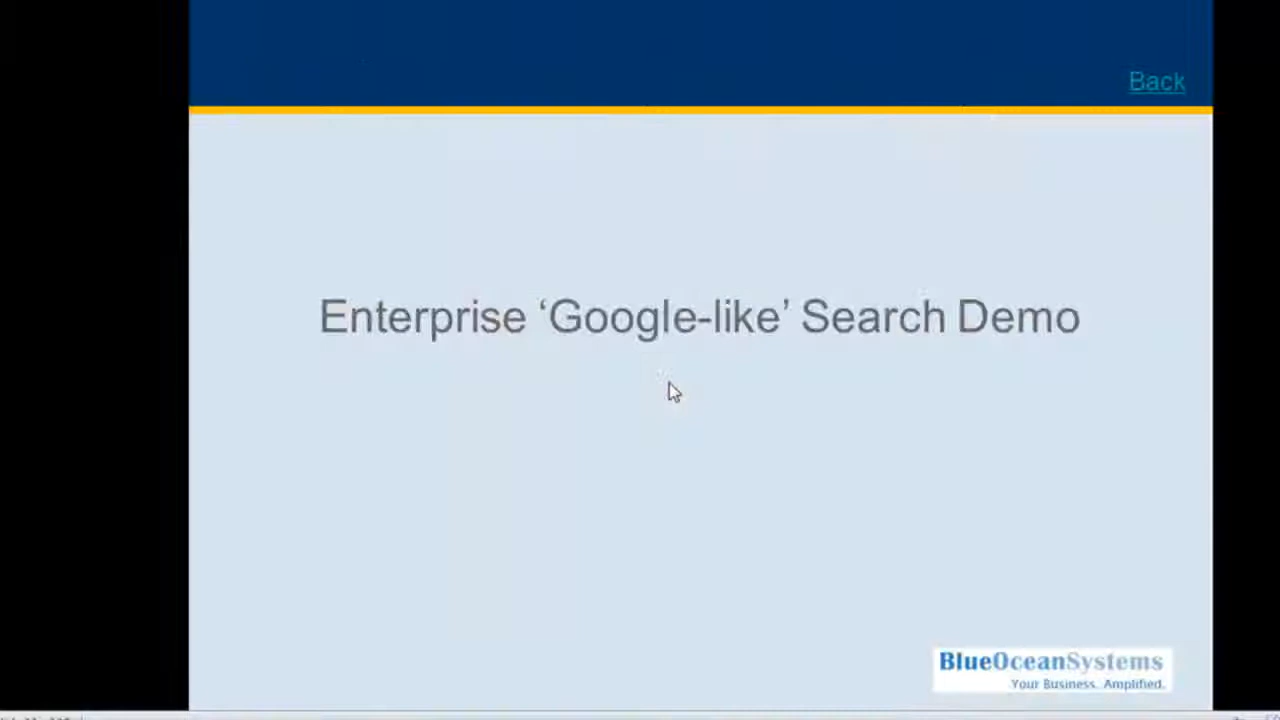 Back
Enterprise ‘Google-like’ Search Demo
BlueOceanSystems
Your Business. Amplified.